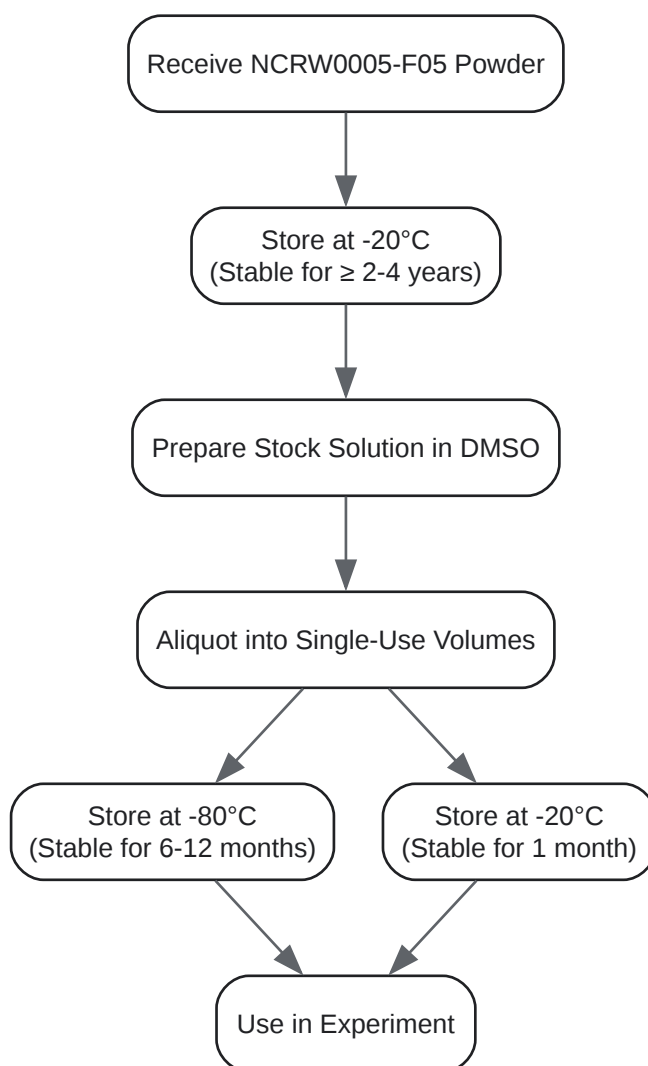 Receive NCRW0005-F05 Powder
Store at -20°C
(Stable for ≥ 2-4 years)
Prepare Stock Solution in DMSO
Aliquot into Single-Use Volumes
Store at -80°C
(Stable for 6-12 months)
Store at -20°C
(Stable for 1 month)
Use in Experiment